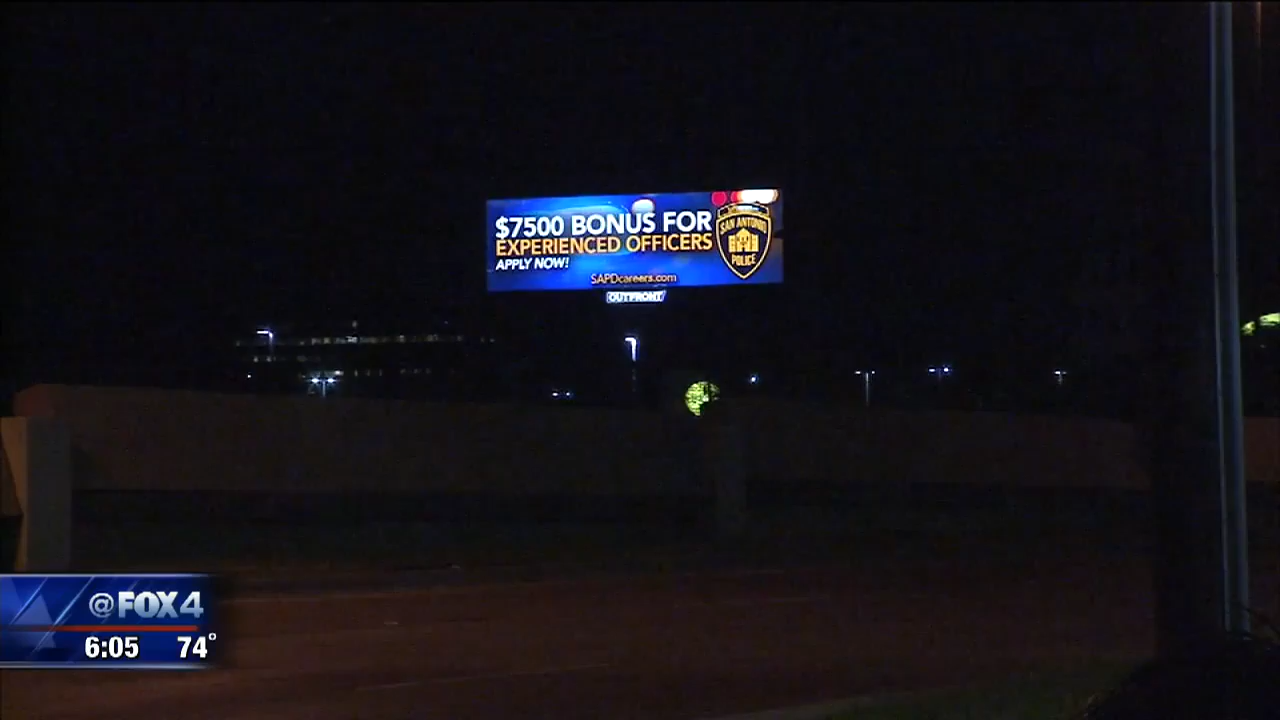 $7500 BONUS FOR
EXPERIENCED OFFICERS
APPLY NOW!
SAPDcareers.com
SAN ANTONIO
POLICE
OUTFRONT
@FOX4
6:05 74°